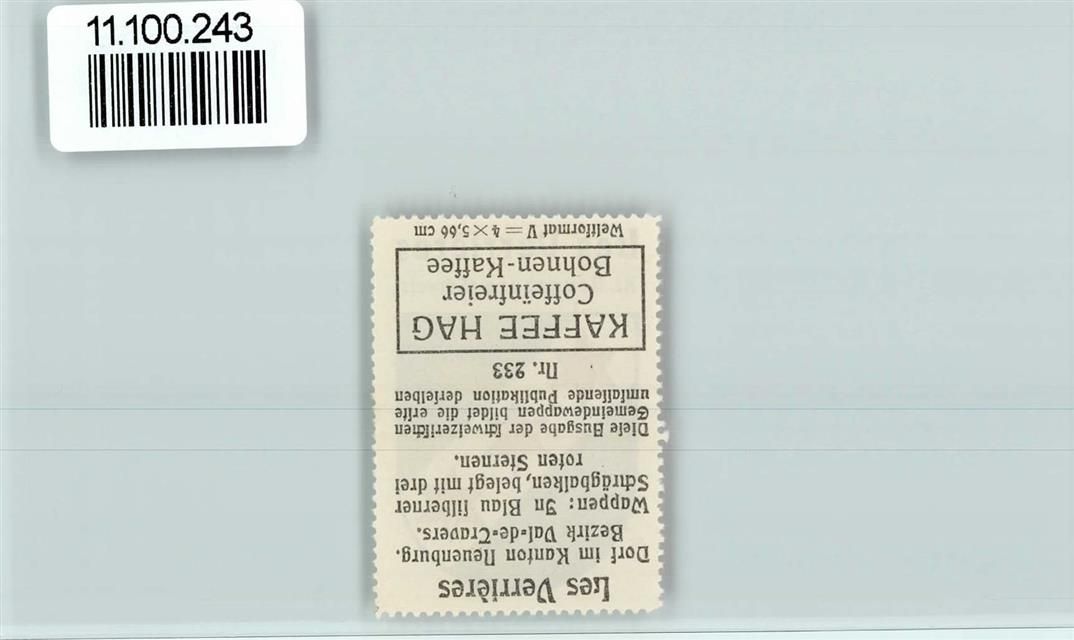 11.100.243
Les Verrières
Dorf im Kanton Neuenburg.
Bezirk Val-de-Travers.
Wappen: In Blau silberner
Schrägbalken, belegt mit drei
roten Sternen.
Diese Ausgabe der schweizerischen
Gemeindewappen bildet die erste
umfassende Publikation derselben
Nr. 233
KAFFEE HAG
Coffeïnfreier
Bohnen-Kaffee
Weltformat V = 4 × 5,66 cm